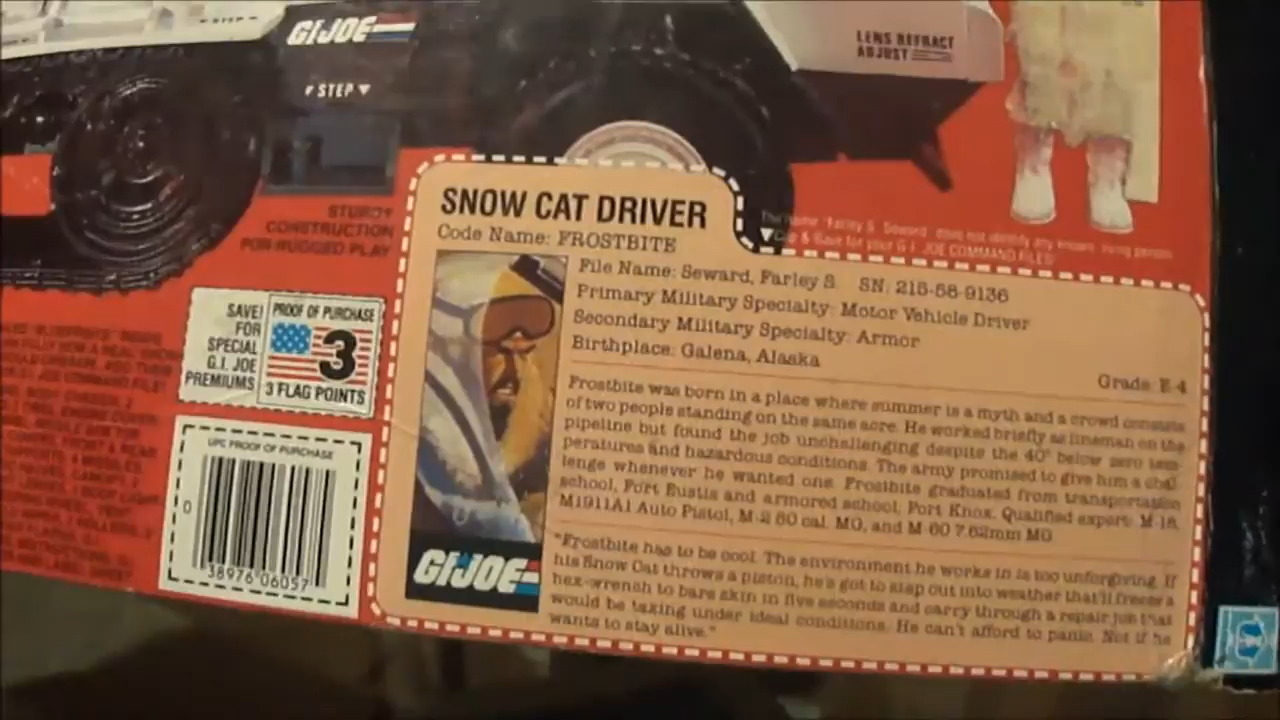 GI JOE
STEP
STEP
LENS REFRACT
ADJUST
STURDY
CONSTRUCTION
FOR RUGGED PLAY
SNOW CAT DRIVER
Code Name: FROSTBITE
The name "Farley S. Seward" does not identify any known living person
Clip & Save for your G.I. JOE COMMAND FILES!
File Name: Seward, Farley S. SN: 215-56-9136
Primary Military Specialty: Motor Vehicle Driver
Secondary Military Specialty: Armor
Birthplace: Galena, Alaska
Grade: E-4
Frostbite was born in a place where summer is a myth and a crowd consists
of two people standing on the same acre. He worked briefly as lineman on the
pipeline but found the job unchallenging despite the 40° below zero tem-
peratures and hazardous conditions. The army promised to give him a chal-
lenge whenever he wanted one. Frostbite graduated from transportation
school, Fort Eustis and armored school, Fort Knox. Qualified expert: M-16,
M1911A1 Auto Pistol, M-2 50 cal. MG, and M-60 7.62mm MG
"Frostbite has to be cool. The environment he works in is too unforgiving. If
his Snow Cat throws a piston, he's got to slap out into weather that'll freeze a
hex-wrench to bare skin in five seconds and carry through a repair job that
would be taxing under ideal conditions. He can't afford to panic. Not if he
wants to stay alive."
GI JOE
SAVE!
FOR
SPECIAL
G.I. JOE
PREMIUMS
PROOF OF PURCHASE
3
3 FLAG POINTS
UPC PROOF OF PURCHASE
0
38976 06057